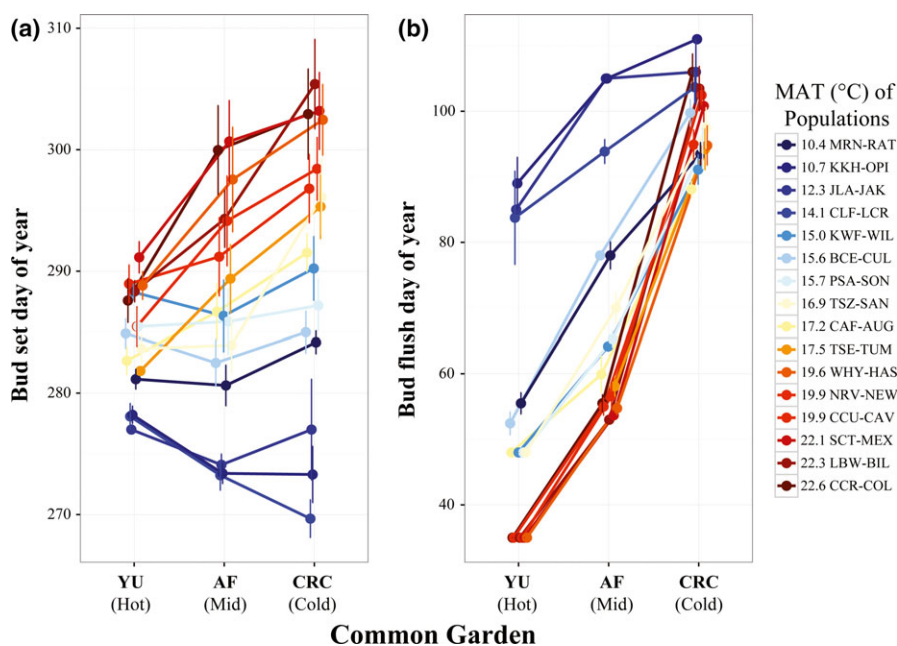 (a)
Bud set day of year
310
300
290
280
270
YU
(Hot)
AF
(Mid)
CRC
(Cold)
(b)
Bud flush day of year
100
80
60
40
YU
(Hot)
AF
(Mid)
CRC
(Cold)
Common Garden
MAT (°C) of
Populations
10.4 MRN-RAT
10.7 KKH-OPI
12.3 JLA-JAK
14.1 CLF-LCR
15.0 KWF-WIL
15.6 BCE-CUL
15.7 PSA-SON
16.9 TSZ-SAN
17.2 CAF-AUG
17.5 TSE-TUM
19.6 WHY-HAS
19.9 NRV-NEW
19.9 CCU-CAV
22.1 SCT-MEX
22.3 LBW-BIL
22.6 CCR-COL